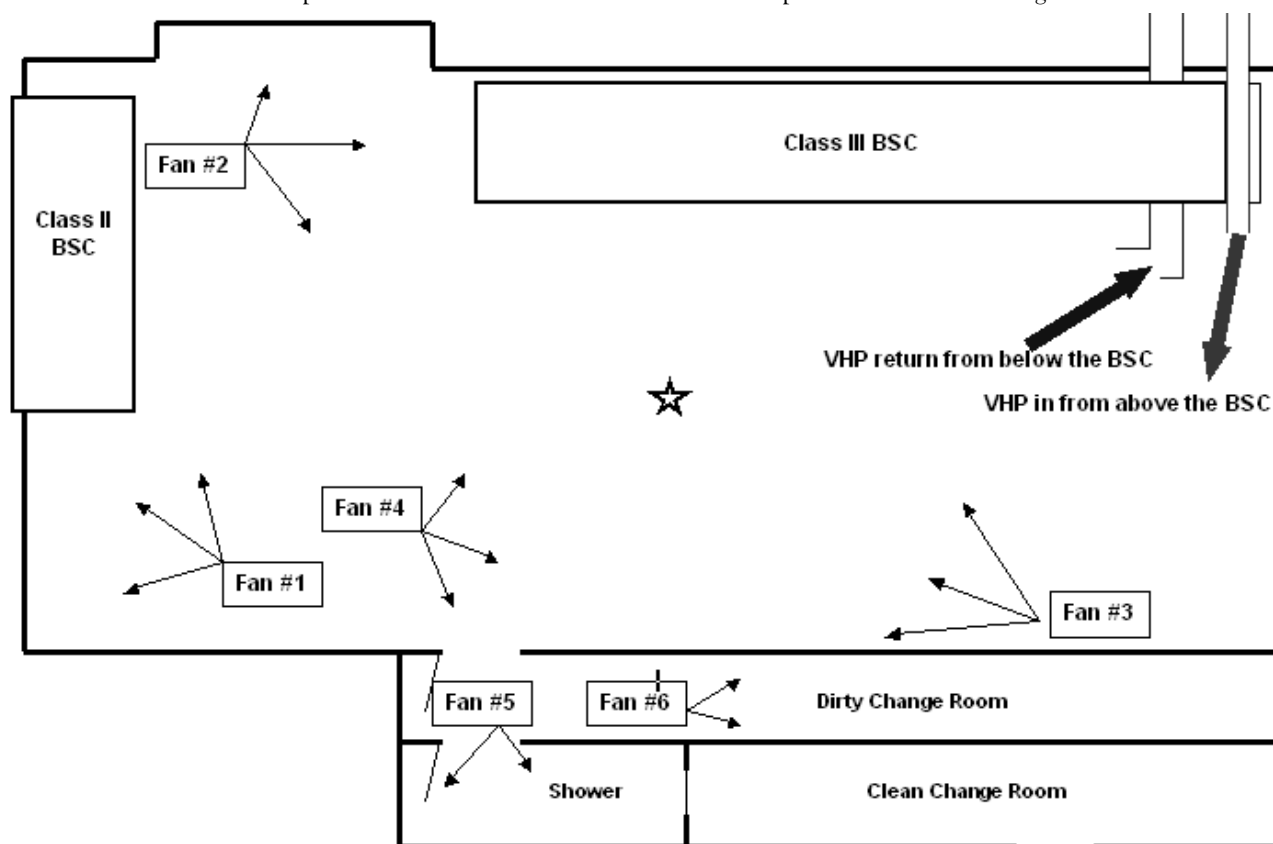 Fan #2
Class III BSC
Class II
BSC
VHP return from below the BSC
VHP in from above the BSC
Fan #4
Fan #1
Fan #3
Fan #5
Fan #6
Dirty Change Room
Shower
Clean Change Room